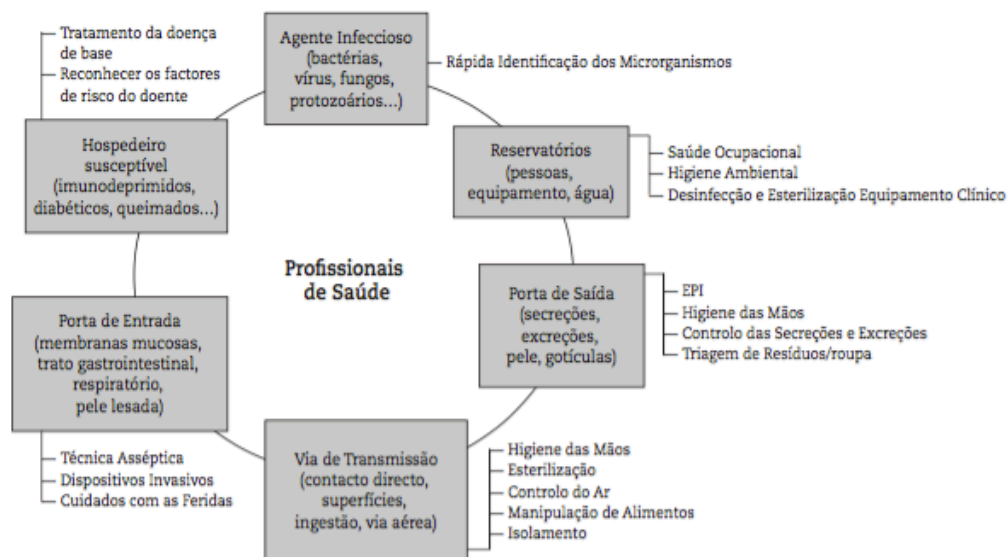 Agente Infeccioso
(bactérias,
vírus, fungos,
protozoários...)
Rápida Identificação dos Microrganismos
Reservatórios
(pessoas,
equipamento, água)
Saúde Ocupacional
Higiene Ambiental
Desinfecção e Esterilização Equipamento Clínico
Porta de Saída
(secreções,
excreções,
pele, gotículas)
EPI
Higiene das Mãos
Controlo das Secreções e Excreções
Triagem de Resíduos/roupa
Via de Transmissão
(contacto directo,
superfícies,
ingestão, via aérea)
Higiene das Mãos
Esterilização
Controlo do Ar
Manipulação de Alimentos
Isolamento
Porta de Entrada
(membranas mucosas,
trato gastrointestinal,
respiratório,
pele lesada)
Técnica Asséptica
Dispositivos Invasivos
Cuidados com as Feridas
Hospedeiro
susceptível
(imunodeprimidos,
diabéticos, queimados...)
Tratamento da doença
de base
Reconhecer os factores
de risco do doente
Profissionais
de Saúde